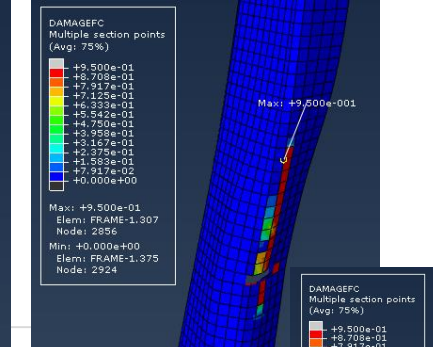 DAMAGEFC
Multiple section points
(Avg: 75%)
+9.500e-01
+8.708e-01
+7.917e-01
+7.125e-01
+6.333e-01
+5.542e-01
+4.750e-01
+3.958e-01
+3.167e-01
+2.375e-01
+1.583e-01
+7.917e-02
+0.000e+00
Max: +9.500e-01
Elem: FRAME-1.307
Node: 2856
Min: +0.000e+00
Elem: FRAME-1.375
Node: 2924
Max: +9.500e-001
DAMAGEFC
Multiple section points
(Avg: 75%)
+9.500e-01
+8.708e-01
+7.917e-01